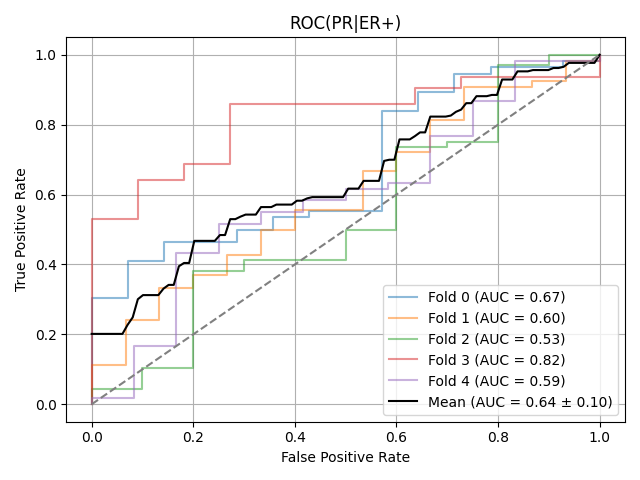 ROC(PR|ER+)
True Positive Rate
1.0
0.8
0.6
0.4
0.2
0.0
Fold 0 (AUC = 0.67)
Fold 1 (AUC = 0.60)
Fold 2 (AUC = 0.53)
Fold 3 (AUC = 0.82)
Fold 4 (AUC = 0.59)
Mean (AUC = 0.64 ± 0.10)
0.0 0.2 0.4 0.6 0.8 1.0
False Positive Rate